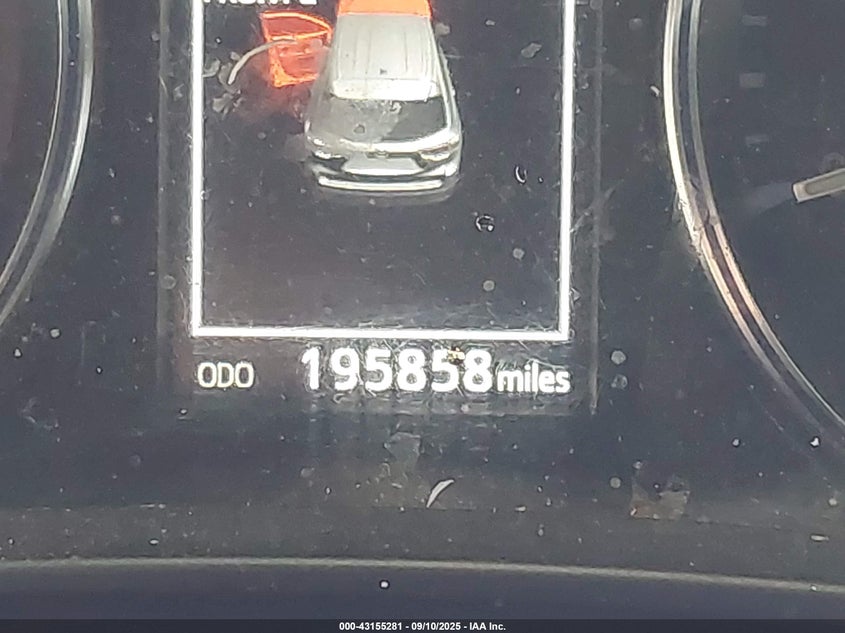 ODO 195858 miles
000-43155281 - 09/10/2025 - IAA Inc.